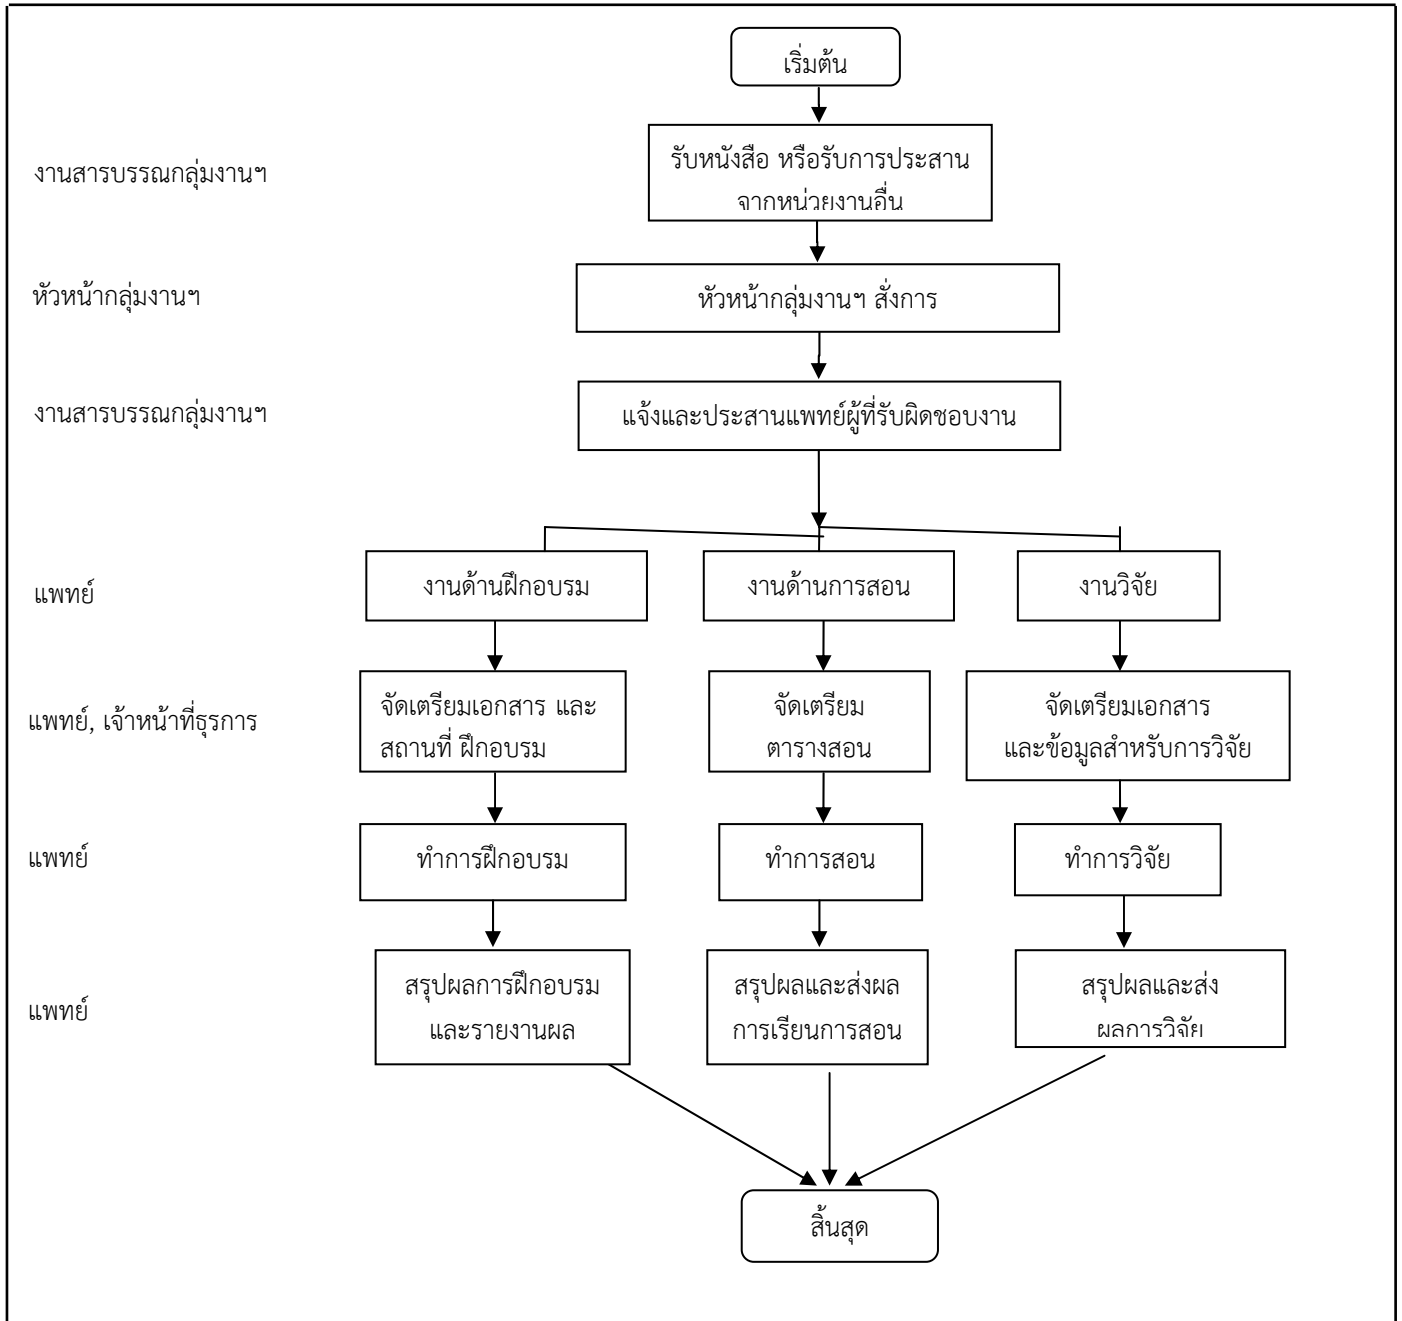 เริ่มต้น
งานสารบรรณกลุ่มงานฯ
รับหนังสือ หรือรับการประสาน
จากหน่วยงานอื่น
หัวหน้ากลุ่มงานฯ
หัวหน้ากลุ่มงานฯ สั่งการ
งานสารบรรณกลุ่มงานฯ
แจ้งและประสานแพทย์ผู้ที่รับผิดชอบงาน
แพทย์
งานด้านฝึกอบรม
งานด้านการสอน
งานวิจัย
แพทย์, เจ้าหน้าที่ธุรการ
จัดเตรียมเอกสาร และ
สถานที่ ฝึกอบรม
จัดเตรียม
ตารางสอน
จัดเตรียมเอกสาร
และข้อมูลสำหรับการวิจัย
แพทย์
ทำการฝึกอบรม
ทำการสอน
ทำการวิจัย
แพทย์
สรุปผลการฝึกอบรม
และรายงานผล
สรุปผลและส่งผล
การเรียนการสอน
สรุปผลและส่ง
ผลการวิจัย
สิ้นสุด